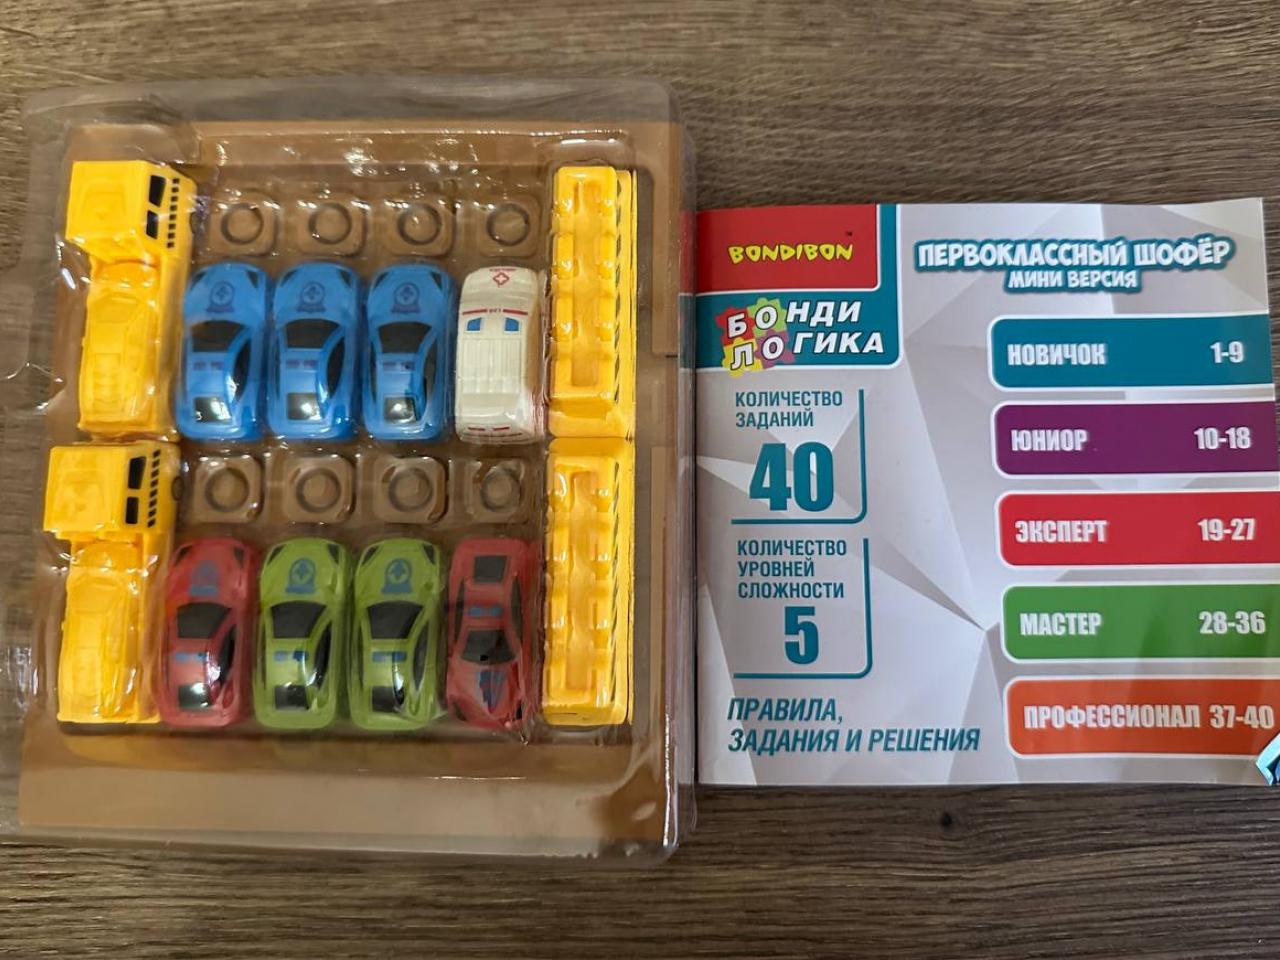 BONDIBON
БОНДИ
ЛОГИКА
ПЕРВОКЛАССНЫЙ ШОФЁР
МИНИ ВЕРСИЯ
КОЛИЧЕСТВО
ЗАДАНИЙ
40
КОЛИЧЕСТВО
УРОВНЕЙ
СЛОЖНОСТИ
5
ПРАВИЛА,
ЗАДАНИЯ И РЕШЕНИЯ
НОВИЧОК 1-9
ЮНИОР 10-18
ЭКСПЕРТ 19-27
МАСТЕР 28-36
ПРОФЕССИОНАЛ 37-40